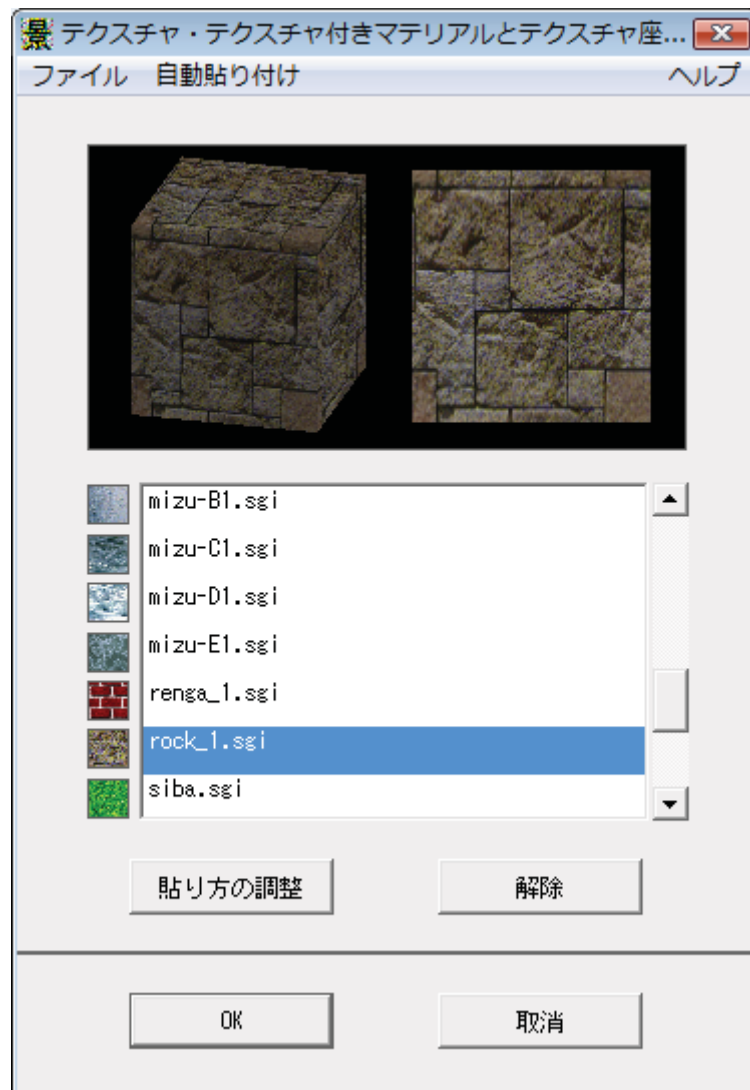 景 テクスチャ・テクスチャ付きマテリアルとテクスチャ座...
ファイル 自動貼り付け ヘルプ
mizu-B1.sgi
mizu-C1.sgi
mizu-D1.sgi
mizu-E1.sgi
renga_1.sgi
rock_1.sgi
siba.sgi
貼り方の調整 解除
OK 取消